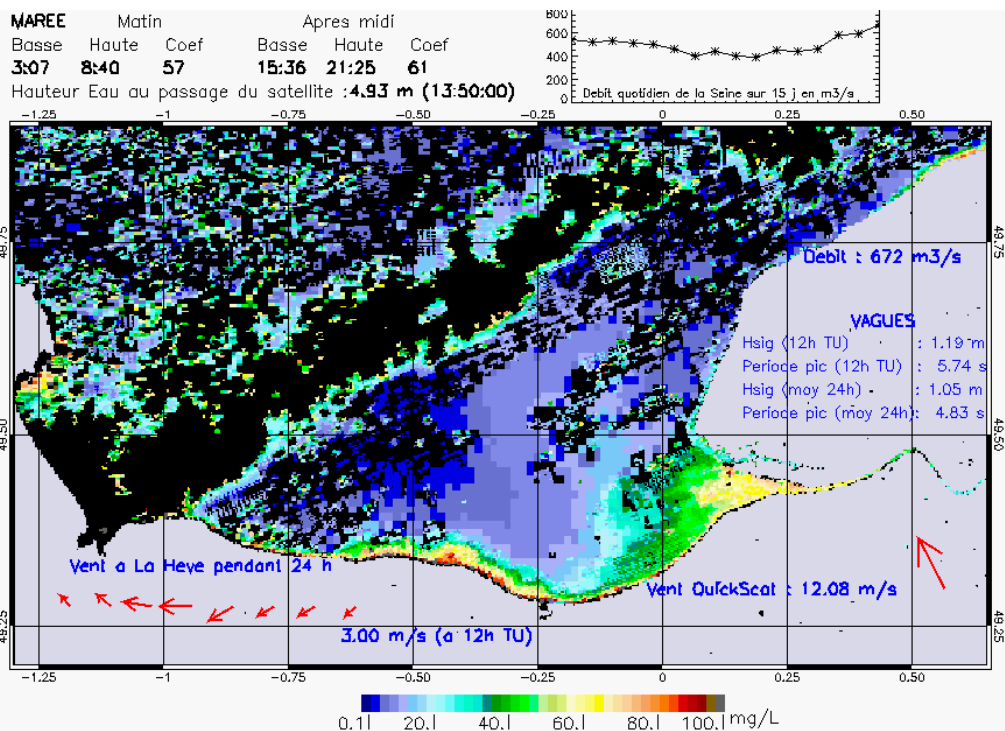 MAREE Matin Apres midi
Basse Haute Coef Basse Haute Coef
3:07 8:40 57 15:36 21:25 61
Hauteur Eau au passage du satellite :4.93 m (13:50:00)
800
600
400
200
0
Debit quotidien de la Seine sur 15 j en m3/s
-1.25 -1 -0.75 -0.50 -0.25 0 0.25 0.50
49.75 49.75
Debit : 672 m3/s
VAGUES
Hsig (12h TU) : 1.19 m
Periode pic (12h TU) : 5.74 s
Hsig (moy 24h) : 1.05 m
Periode pic (moy 24h): 4.83 s
49.50 49.50
Vent a La Heve pendant 24 h
Vent QuickScat : 12.08 m/s
3.00 m/s (a 12h TU)
49.25 49.25
-1.25 -1 -0.75 -0.50 -0.25 0 0.25 0.50
0.1 20.1 40.1 60.1 80.1 100.1 mg/L